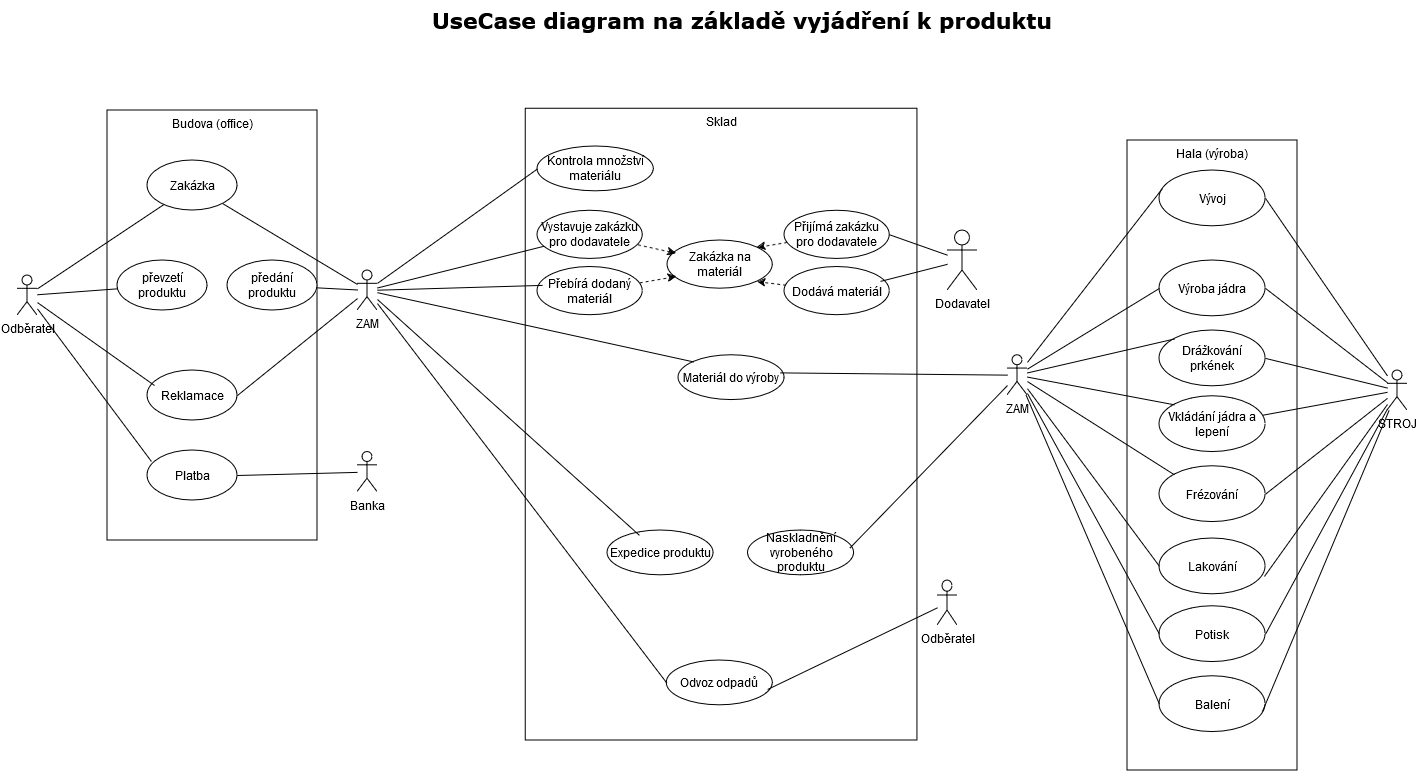 UseCase diagram na základě vyjádření k produktu
Budova (office)
Zakázka
převzetí
produktu
předání
produktu
Reklamace
Platba
Odběratel
ZAM
Banka
Sklad
Kontrola množství
materiálu
Vystavuje zakázku
pro dodavatele
Přebírá dodaný
materiál
Zakázka na
materiál
Přijímá zakázku
pro dodavatele
Dodává materiál
Dodavatel
Materiál do výroby
Expedice produktu
Naskladnění
vyrobeného
produktu
Odvoz odpadů
Odběratel
ZAM
Hala (výroba)
Vývoj
Výroba jádra
Drážkování
prkének
Vkládání jádra a
lepení
Frézování
Lakování
Potisk
Balení
STROJ